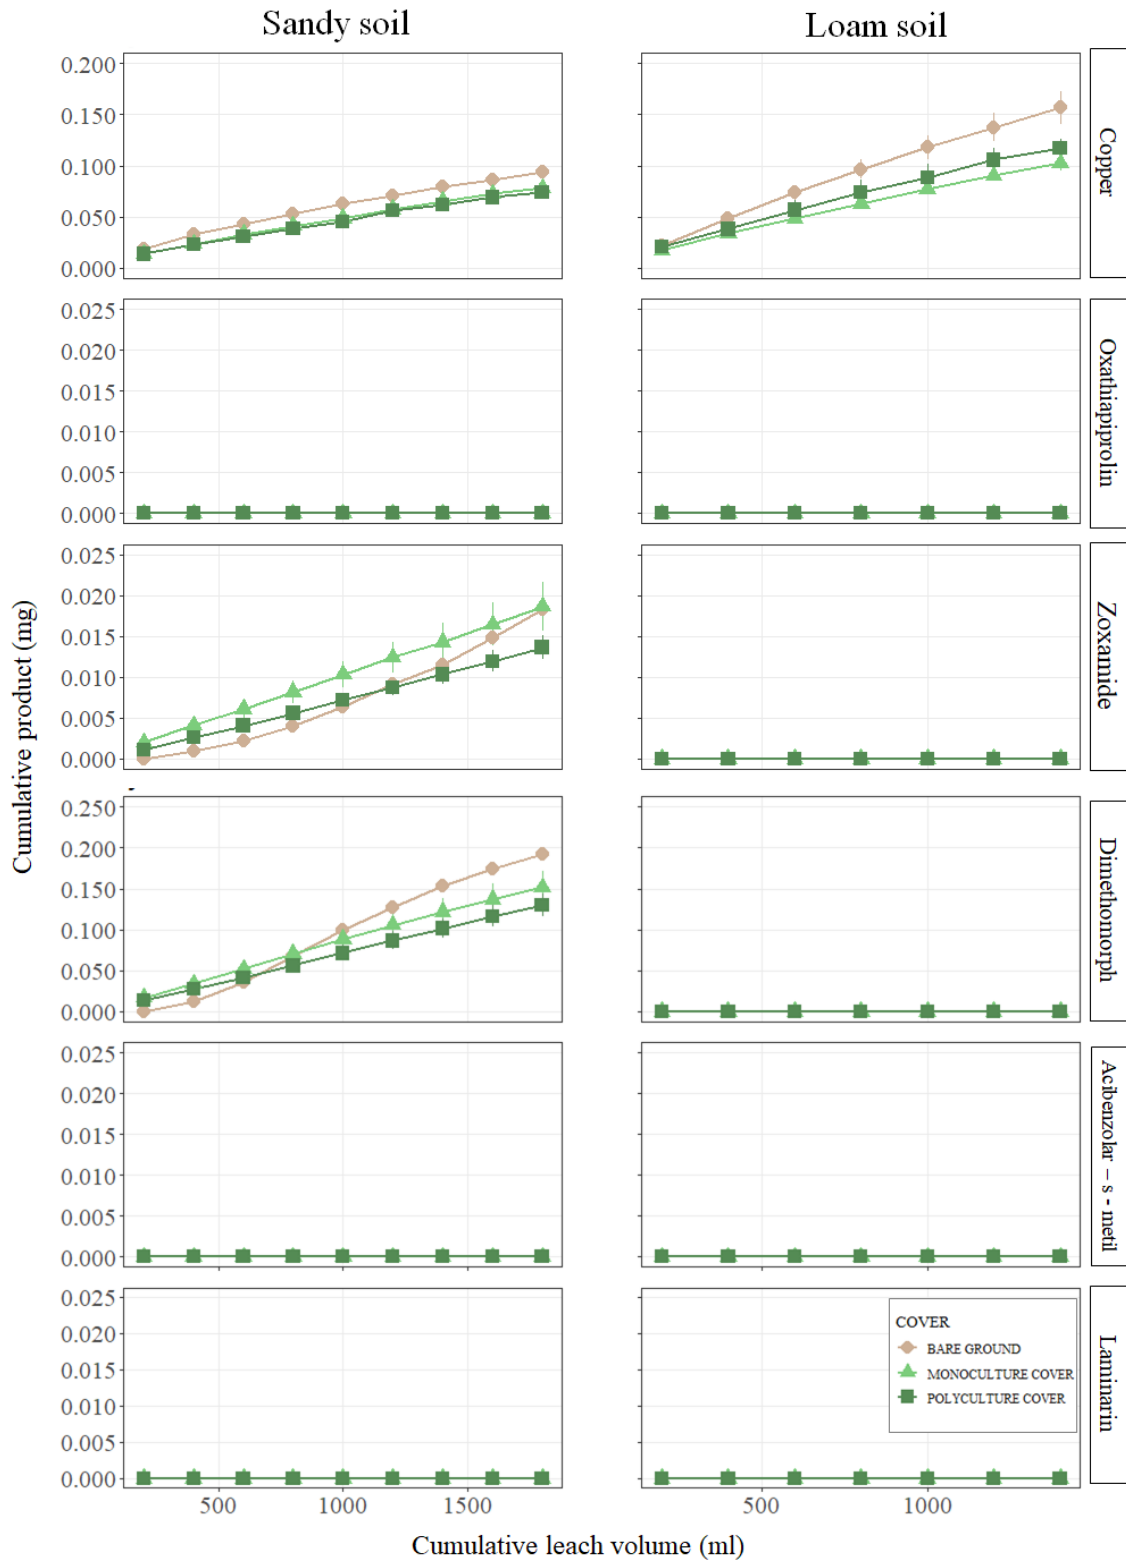 Sandy soil
Loam soil
0.200
0.150
0.100
0.050
0.000
Copper
0.025
0.020
0.015
0.010
0.005
0.000
Oxathiapiprolin
0.025
0.020
0.015
0.010
0.005
0.000
Zoxamide
0.250
0.200
0.150
0.100
0.050
0.000
Dimethomorph
0.025
0.020
0.015
0.010
0.005
0.000
Acibenzolar – s - metil
0.025
0.020
0.015
0.010
0.005
0.000
Laminarin
COVER
BARE GROUND
MONOCULTURE COVER
POLYCULTURE COVER
500
1000
1500
500
1000
Cumulative product (mg)
Cumulative leach volume (ml)